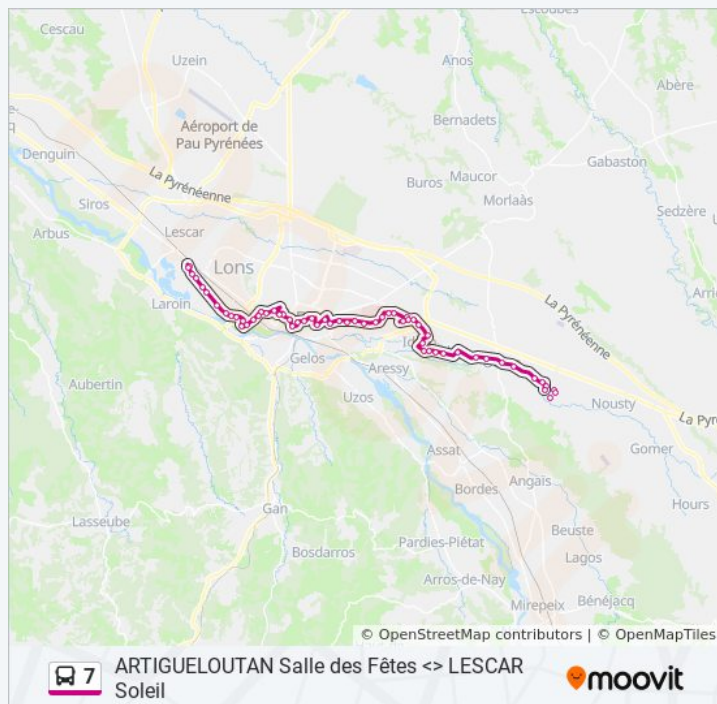 Escoubès
Cescau
Uzein
Anos
Abère
Aéroport de
Pau Pyrénées
Bernadets
Denguin
Gabaston
La Pyrénéenne
Maucor
Buros
Siros
Morlaàs
Sedzère
Arbus
Lescar
Lons
Arrie
Laroin
La Pyrénéenne
Id
Gelos
Aressy
Aubertin
Uzos
Nousty
La Pyré
Assat
Gomer
Bordes
Angais
Hours
Gan
Lasseube
Beuste
Bosdarros
Pardies-Piétat
Lagos
Arros-de-Nay
Bénéjacq
Mirepeix
© OpenStreetMap contributors | © OpenMapTiles
7
ARTIGUELOUTAN Salle des Fêtes <> LESCAR
Soleil
moovit